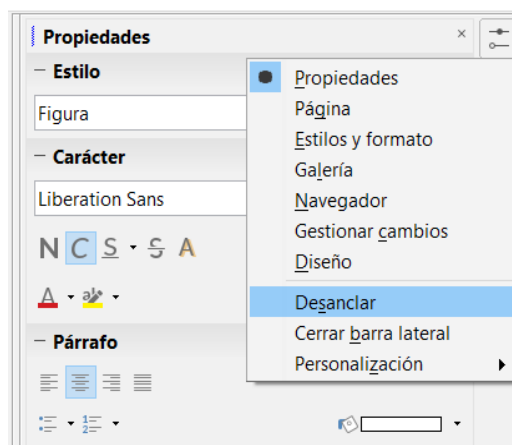 Propiedades
Estilo
Figura
Carácter
Liberation Sans
N C S S A
A ab
Párrafo
Propiedades
Página
Estilos y formato
Galería
Navegador
Gestionar cambios
Diseño
Desanclar
Cerrar barra lateral
Personalización